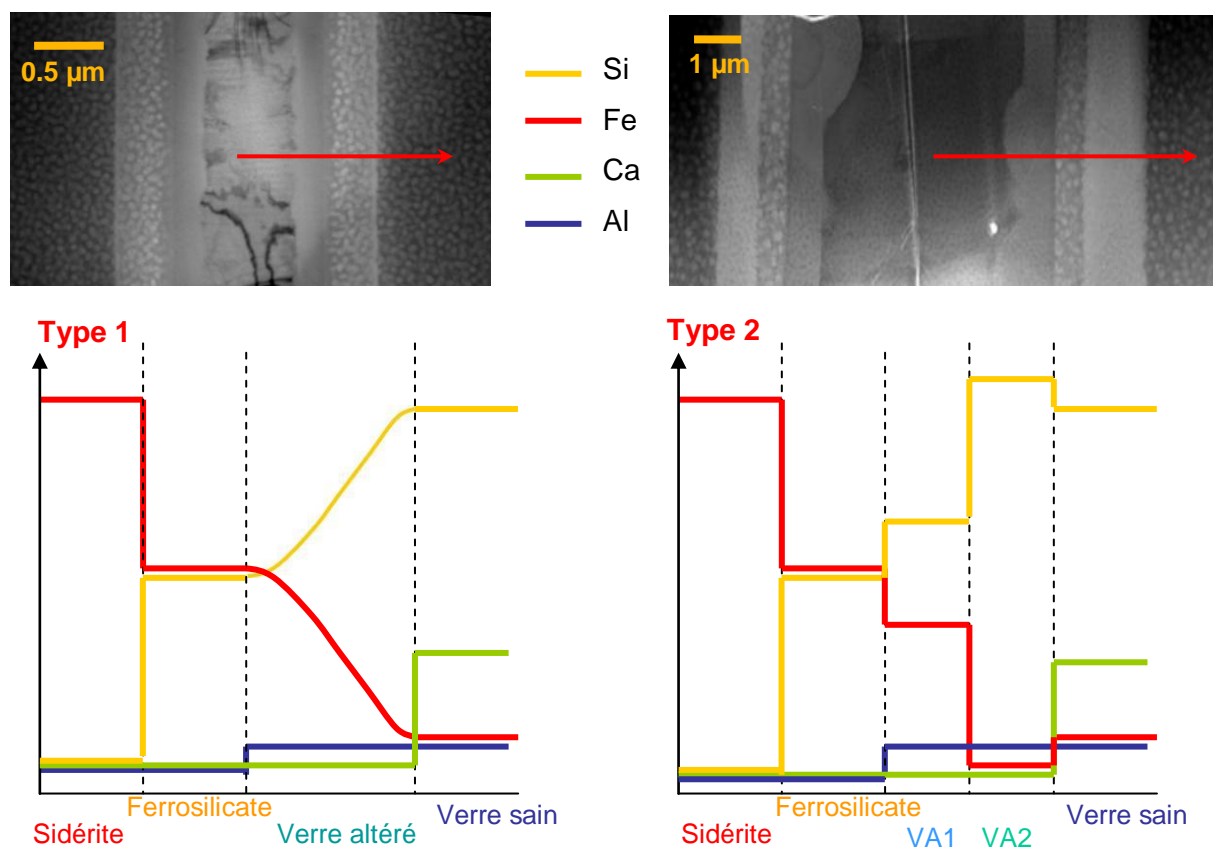 0.5 µm
1 µm
Si
Fe
Ca
Al
Type 1
Type 2
Ferrosilicate
Sidérite
Verre altéré
Verre sain
Ferrosilicate
Sidérite
VA1
VA2
Verre sain